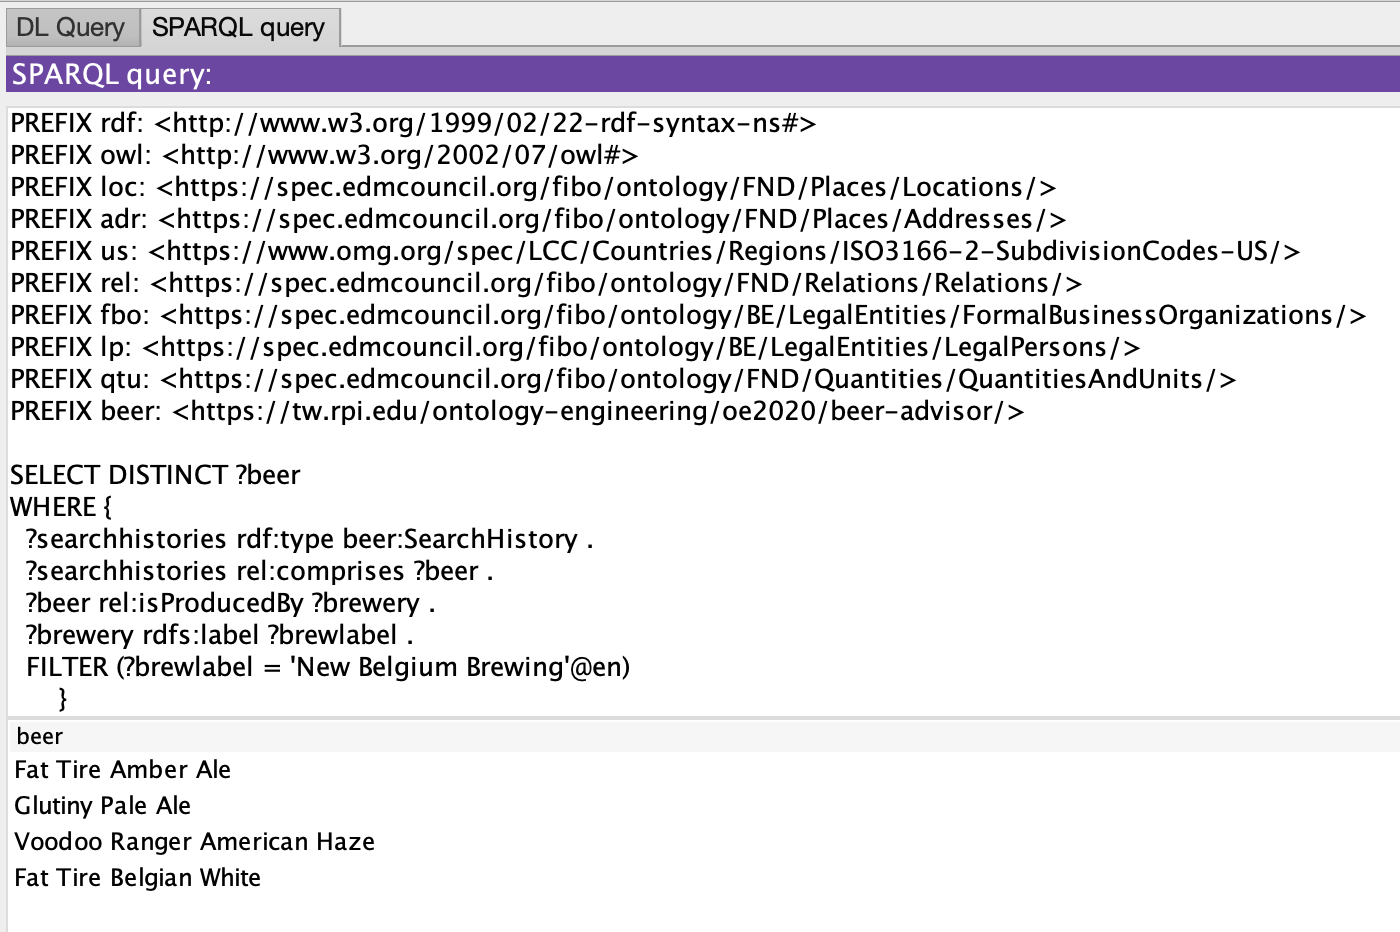 DL Query
SPARQL query
SPARQL query:
PREFIX rdf: <http://www.w3.org/1999/02/22-rdf-syntax-ns#>
PREFIX owl: <http://www.w3.org/2002/07/owl#>
PREFIX loc: <https://spec.edmcouncil.org/fibo/ontology/FND/Places/Locations/>
PREFIX adr: <https://spec.edmcouncil.org/fibo/ontology/FND/Places/Addresses/>
PREFIX us: <https://www.omg.org/spec/LCC/Countries/Regions/ISO3166-2-SubdivisionCodes-US/>
PREFIX rel: <https://spec.edmcouncil.org/fibo/ontology/FND/Relations/Relations/>
PREFIX fbo: <https://spec.edmcouncil.org/fibo/ontology/BE/LegalEntities/FormalBusinessOrganizations/>
PREFIX lp: <https://spec.edmcouncil.org/fibo/ontology/BE/LegalEntities/LegalPersons/>
PREFIX qtu: <https://spec.edmcouncil.org/fibo/ontology/FND/Quantities/QuantitiesAndUnits/>
PREFIX beer: <https://tw.rpi.edu/ontology-engineering/oe2020/beer-advisor/>
SELECT DISTINCT ?beer
WHERE {
?searchhistories rdf:type beer:SearchHistory .
?searchhistories rel:comprises ?beer .
?beer rel:isProducedBy ?brewery .
?brewery rdfs:label ?brewlabel .
FILTER (?brewlabel = 'New Belgium Brewing'@en)
}
beer
Fat Tire Amber Ale
Glutiny Pale Ale
Voodoo Ranger American Haze
Fat Tire Belgian White